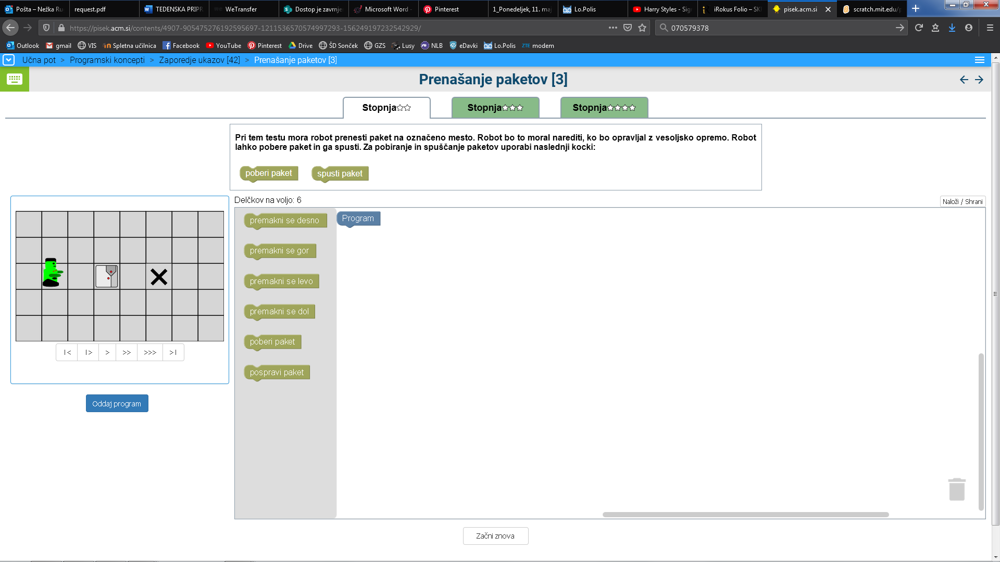 Pošta – Nežka Ru
request.pdf
TEDENSKA PRIPR
WeTransfer
Dostop je zavrnje
Microsoft Word -
Pinterest
1_Ponedeljek, 11. maj
Lo.Polis
Harry Styles - Sign
iRokus Folio – SKI
pisek.acm.si
scratch.mit.edu/p
https://pisek.acm.si/contents/4907-905475276192595697-1211536570574997293-156249197232542929/
070579378
Outlook
gmail
VIS
Spletna učilnica
Facebook
YouTube
Pinterest
Drive
ŠD Sonček
GZS
Lusy
NLB
eDavki
Lo.Polis
ZTE modem
Učna pot > Programski koncepti > Zaporedje ukazov [42] > Prenašanje paketov [3]
Prenašanje paketov [3]
Stopnja
Stopnja
Stopnja
Pri tem testu mora robot prenesti paket na označeno mesto. Robot bo to moral narediti, ko bo opravljal z vesoljsko opremo. Robot
lahko pobere paket in ga spusti. Za pobiranje in spuščanje paketov uporabi naslednji kocki:
poberi paket
spusti paket
Delčkov na voljo: 6
Naloži / Shrani
premakni se desno
Program
premakni se gor
premakni se levo
premakni se dol
poberi paket
pospravi paket
|<
|>
>
>>
>>>
>|
Oddaj program
Začni znova